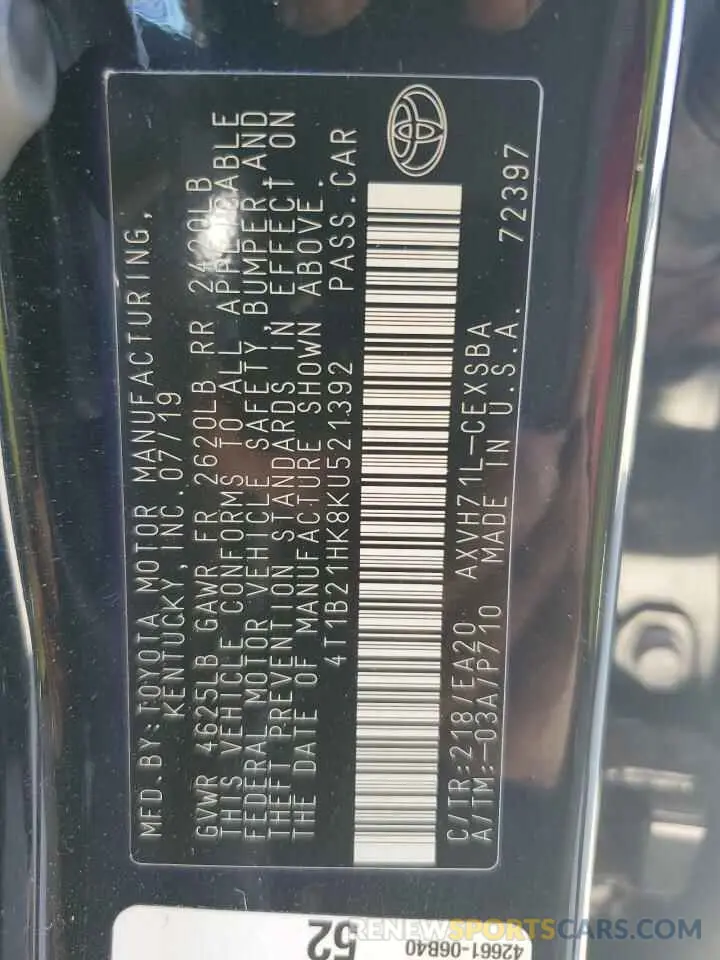 MFD. BY: TOYOTA MOTOR MANUFACTURING,
KENTUCKY, INC. 07/19
GVWR 4625LB GAWR FR 2620LB RR 2420LB
THIS VEHICLE CONFORMS TO ALL APPLICABLE
FEDERAL MOTOR VEHICLE SAFETY, BUMPER, AND
THEFT PREVENTION STANDARDS IN EFFECT ON
THE DATE OF MANUFACTURE SHOWN ABOVE.
4T1B21HK8KU521392 PASS. CAR
C/TR: 218/EA20 AXVH71L-CEXSBA
A/TM: -03A/P710 MADE IN U.S.A. 72397
52
42661-06B40
RENEWSPORTSCARS.COM